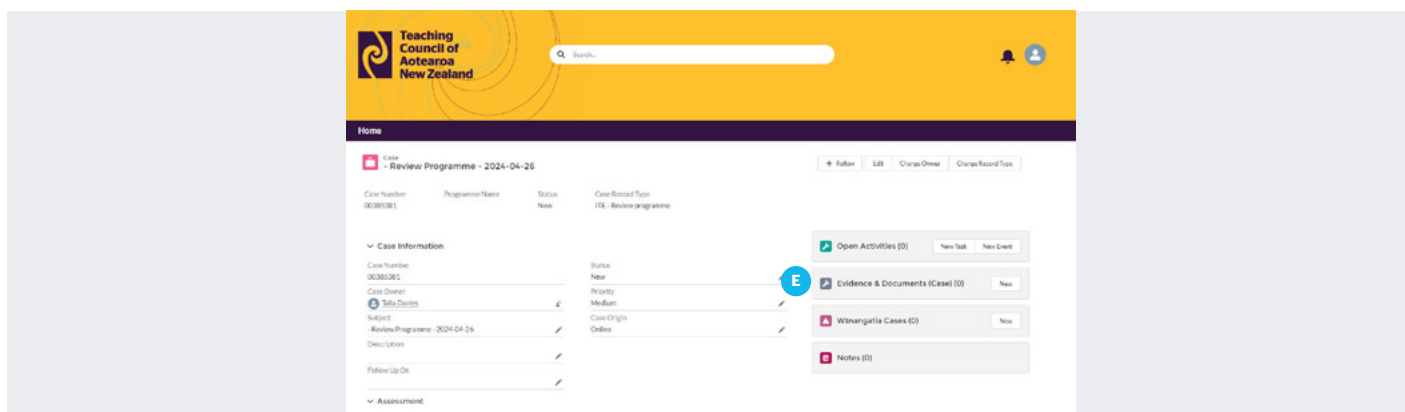 Teaching
Council of
Aotearoa
New Zealand
Search...
Home
Case
- Review Programme - 2024-04-26
+ Follow Edit Change Owner Change Record Type
Case Number Programme Name Status Case Record Type
00385381 New ITE - Review programme
Case Information
Case Number
00385381
Case Owner
Talia Davies
Subject
- Review Programme - 2024-04-26
Description
Follow Up On
Assessment
Status
New
Priority
Medium
Case Origin
Online
Open Activities (0) New Task New Event
E
Evidence & Documents (Case) (0) New
Wānangatia Cases (0) New
Notes (0)